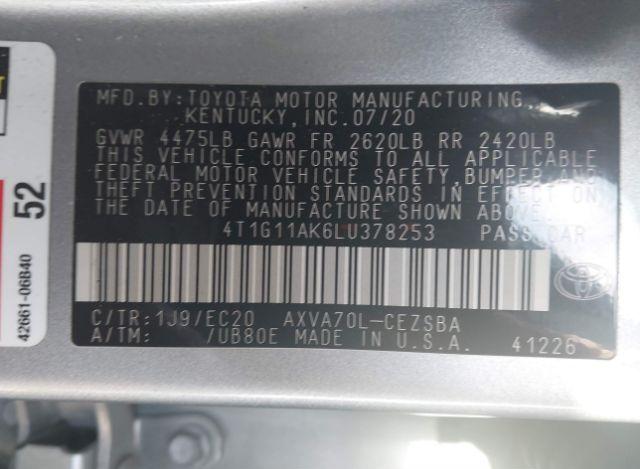 MFD.BY:TOYOTA MOTOR MANUFACTURING,
KENTUCKY,INC.07/20
GVWR 4475LB GAWR FR 2620LB RR 2420LB
THIS VEHICLE CONFORMS TO ALL APPLICABLE
FEDERAL MOTOR VEHICLE SAFETY,BUMPER AND
THEFT PREVENTION STANDARDS IN EFFECT ON
THE DATE OF MANUFACTURE SHOWN ABOVE.
4T1G11AK6LU378253 PASS.CAR
C/TR:1J9/EC20 AXVA70L-CEZSBA
A/TM: /UB80E MADE IN U.S.A.
41226
52
42661-06B40